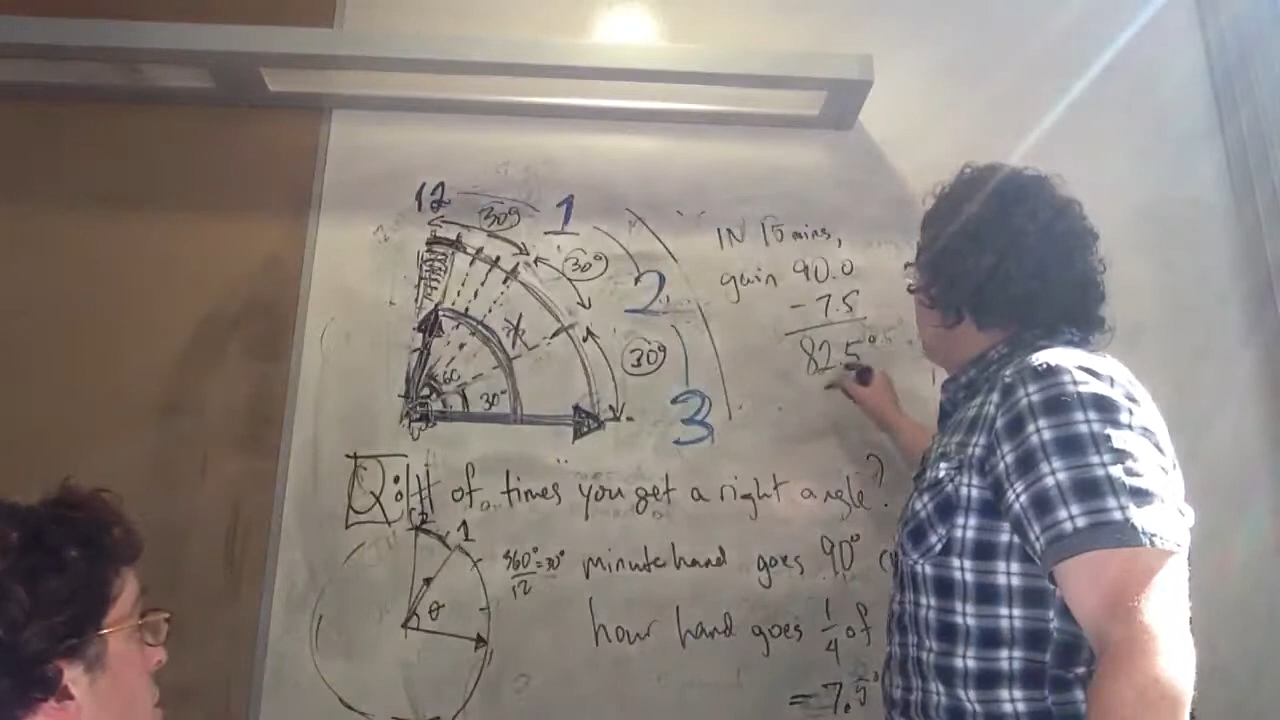 12
30°
1
30°
2
30°
3
60
30°
IN 15 mins,
gain 90.0
- 7.5
82.5
Q: # of times you get a right angle?
12
1
θ
360°/12 = 30°
minute hand goes 90°
hour hand goes 1/4 of
= 7.5°